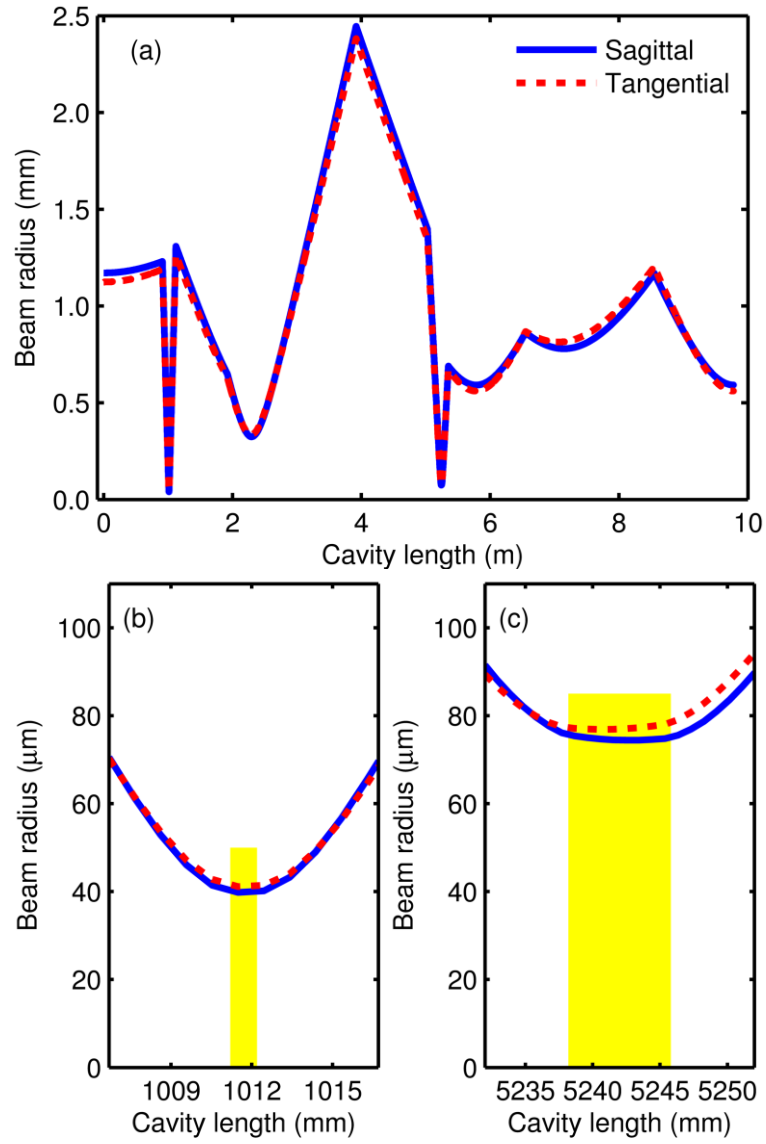 (a)
Sagittal
Tangential
Beam radius (mm)
2.5
2.0
1.5
1.0
0.5
0.0
0 2 4 6 8 10
Cavity length (m)
(b)
Beam radius (μm)
100
80
60
40
20
0
1009 1012 1015
Cavity length (mm)
(c)
Beam radius (μm)
100
80
60
40
20
0
5235 5240 5245 5250
Cavity length (mm)